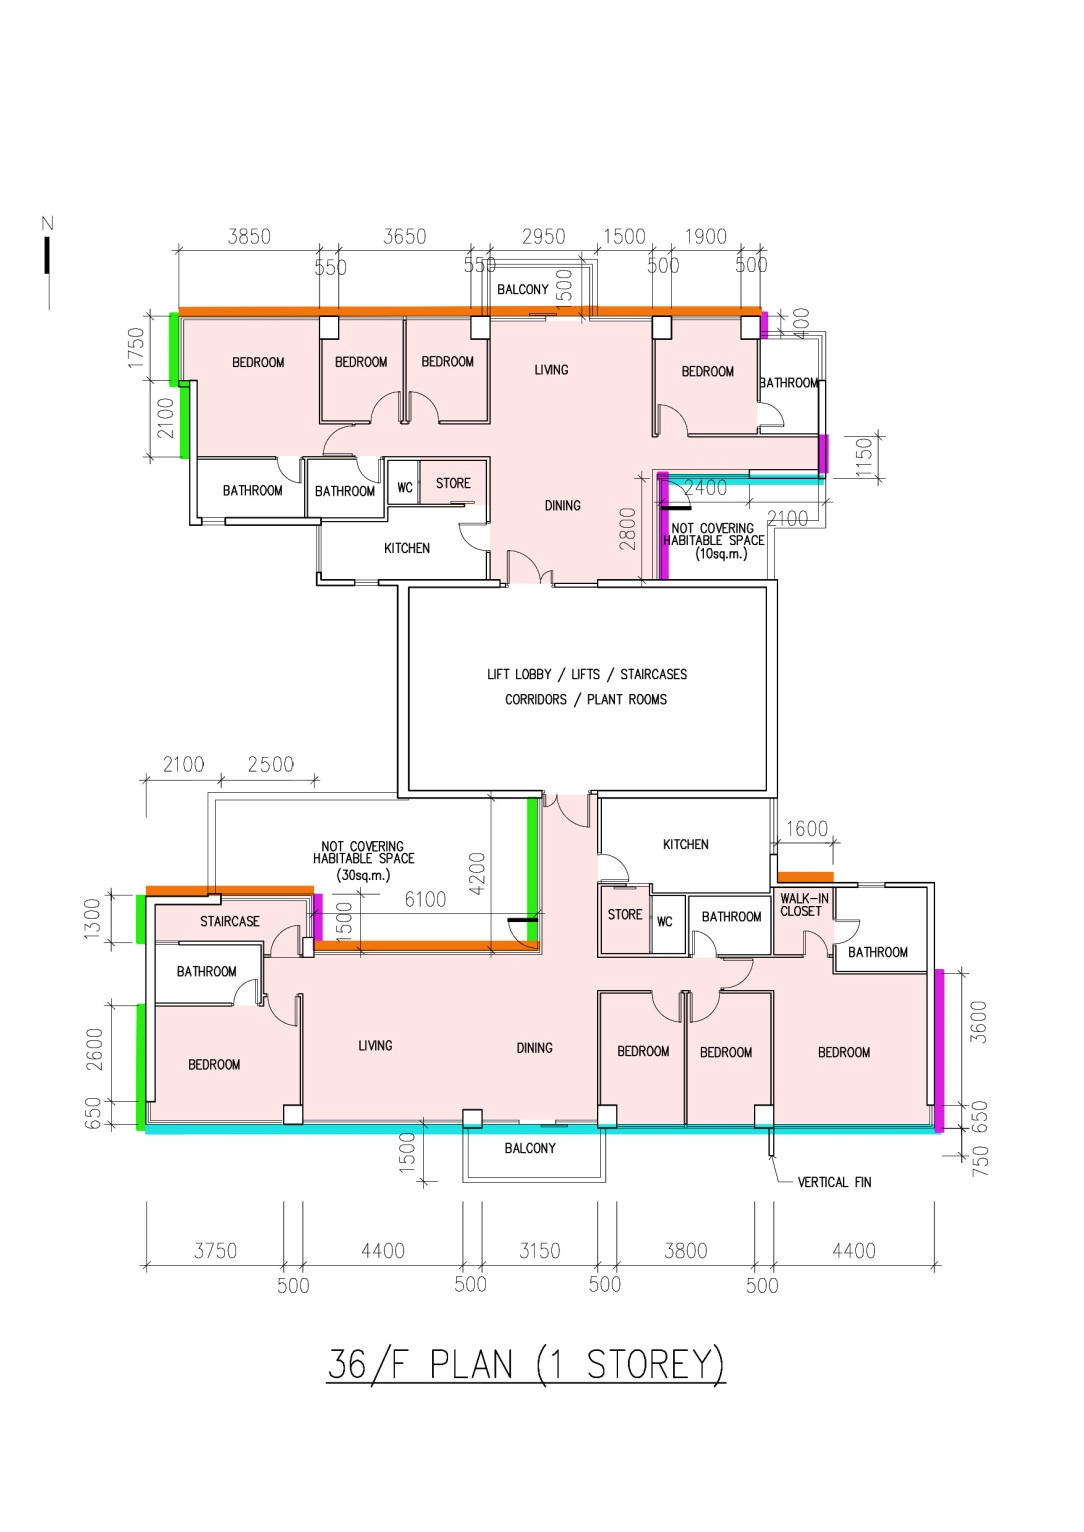 N
3850
3650
2950
1500
1900
550
550
500
500
BALCONY
1500
400
1750
BEDROOM
BEDROOM
BEDROOM
LIVING
BEDROOM
BATHROOM
2100
1150
BATHROOM
BATHROOM
WC
STORE
DINING
2400
2100
2800
NOT COVERING
HABITABLE SPACE
(10sq.m.)
KITCHEN
LIFT LOBBY / LIFTS / STAIRCASES
CORRIDORS / PLANT ROOMS
2100
2500
1600
NOT COVERING
HABITABLE SPACE
(30sq.m.)
4200
KITCHEN
6100
1500
1300
STAIRCASE
STORE
WC
BATHROOM
WALK-IN
CLOSET
BATHROOM
BATHROOM
2600
BEDROOM
LIVING
DINING
BEDROOM
BEDROOM
BEDROOM
3600
650
650
1500
BALCONY
750
VERTICAL FIN
3750
4400
3150
3800
4400
500
500
500
500
36/F PLAN (1 STOREY)